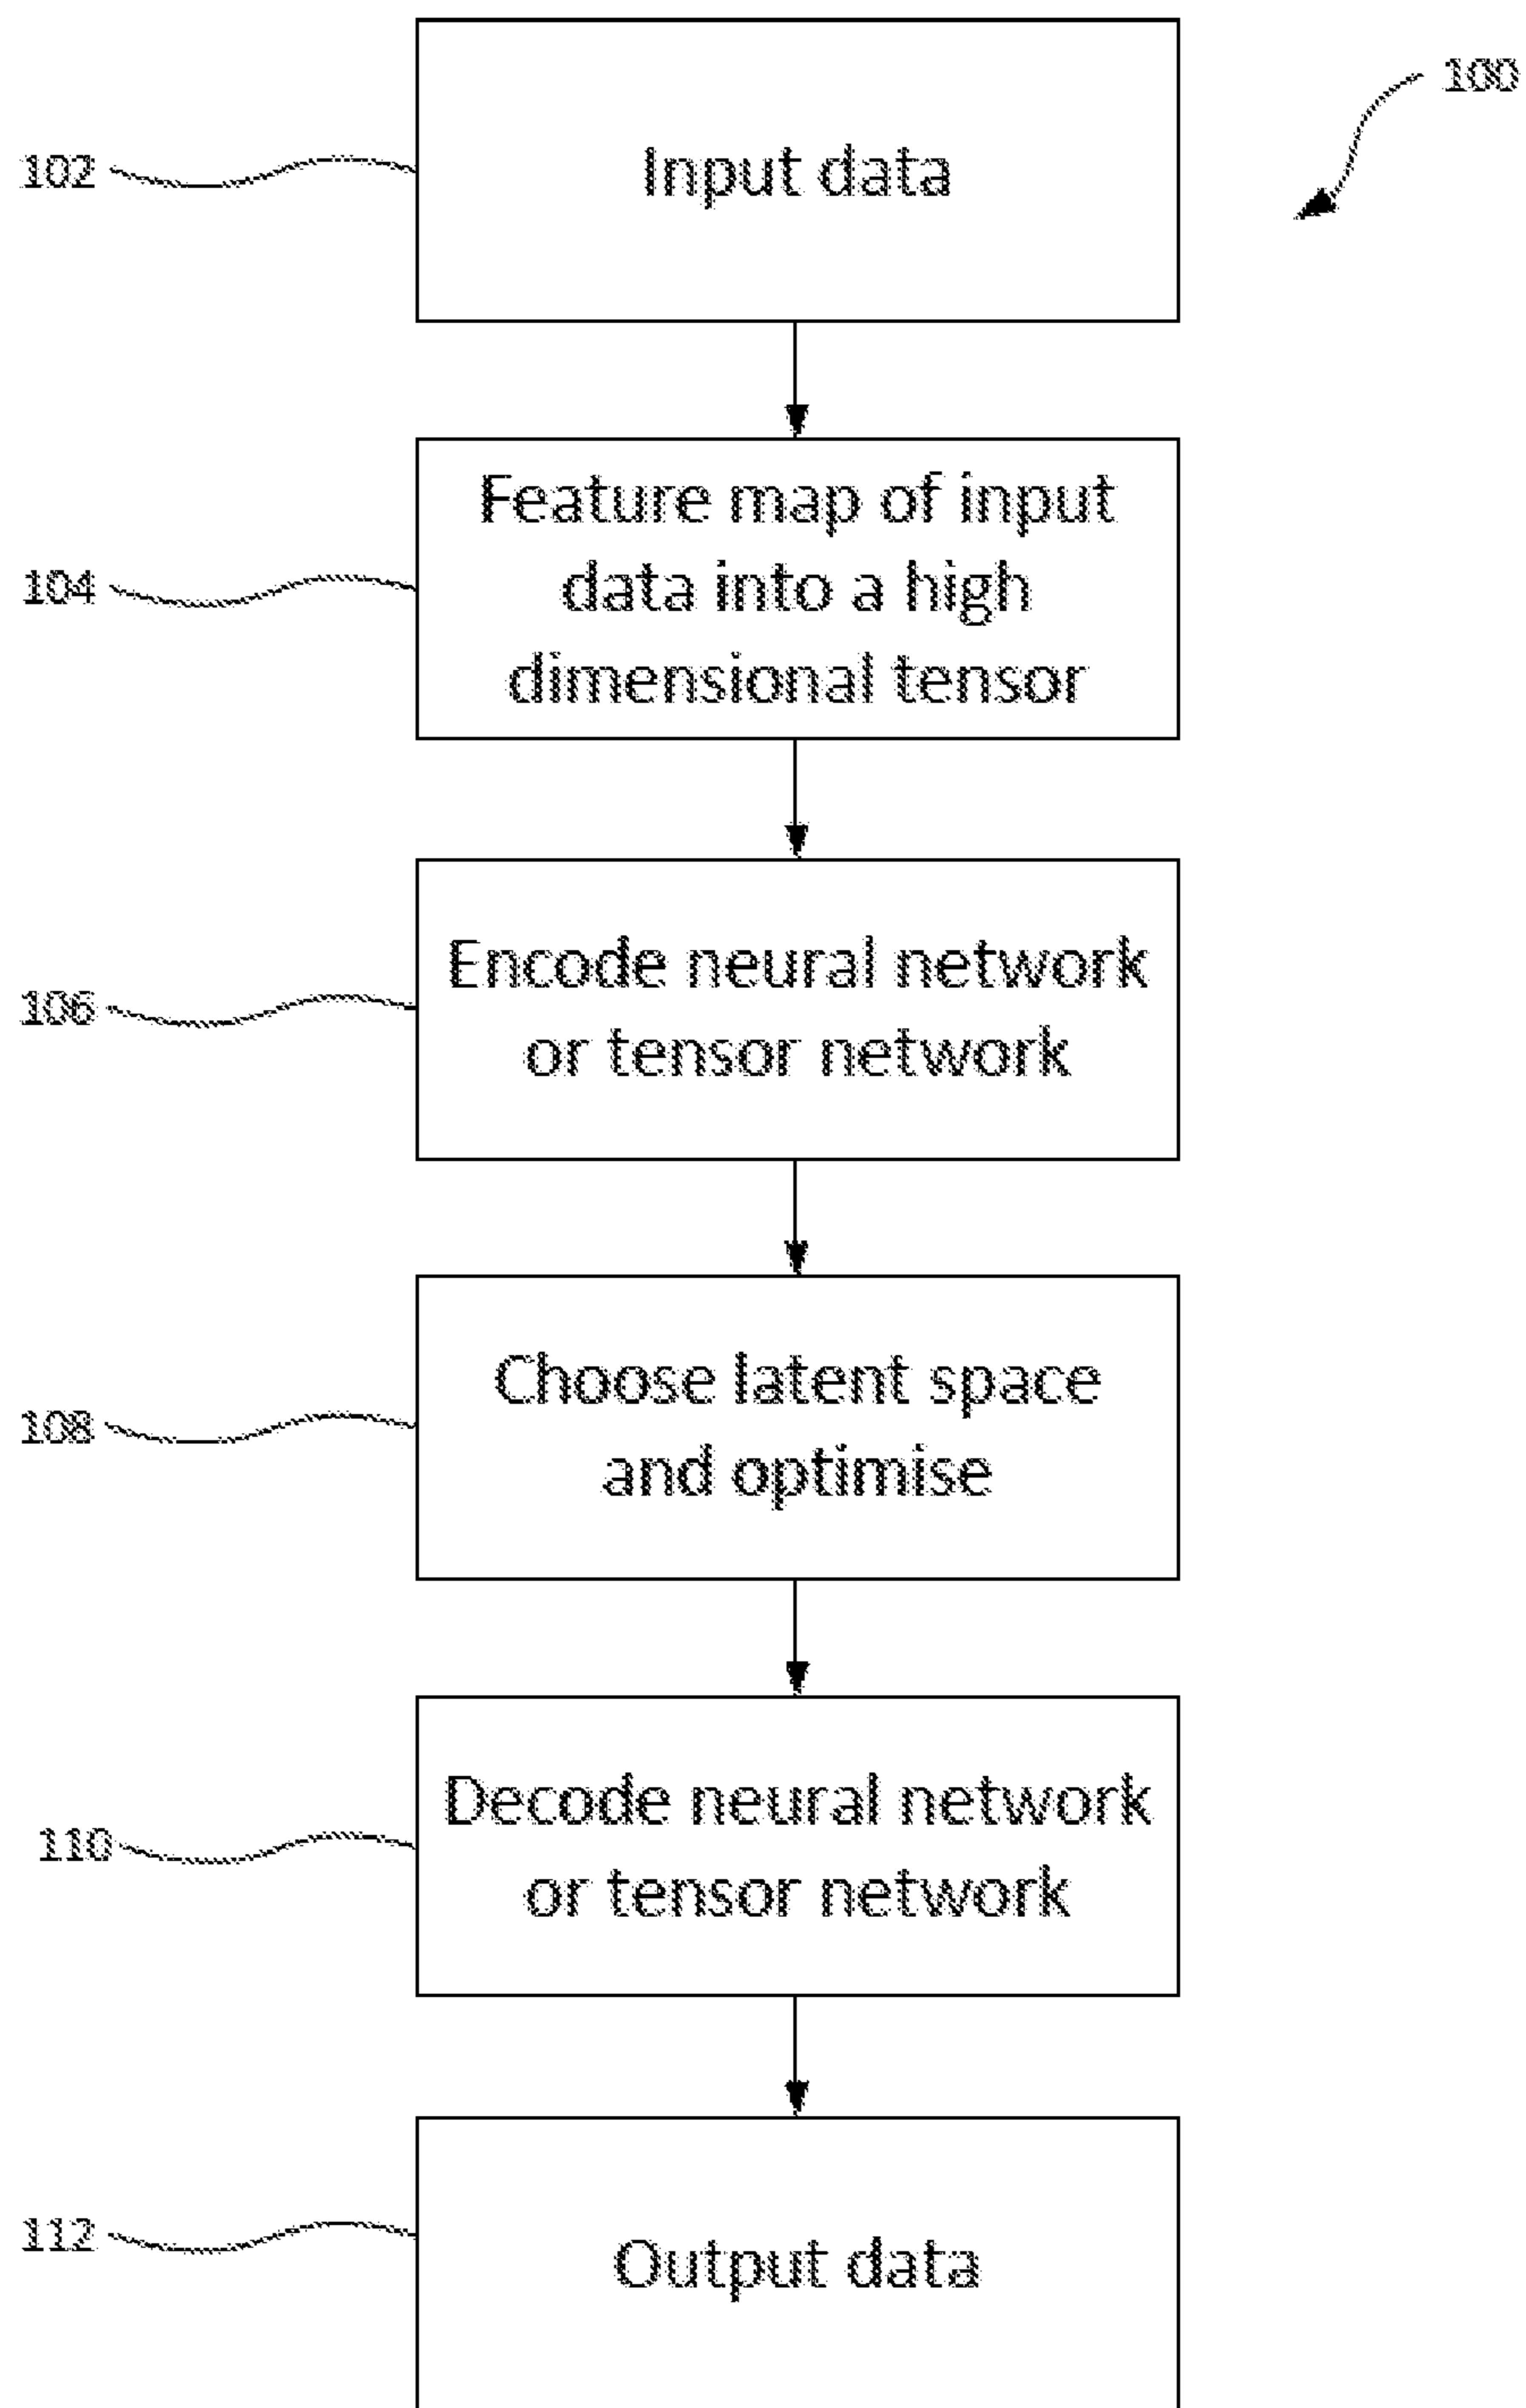 100
102
Input data
104
Feature map of input
data into a high
dimensional tensor
106
Encode neural network
or tensor network
108
Choose latent space
and optimise
110
Decode neural network
or tensor network
112
Output data